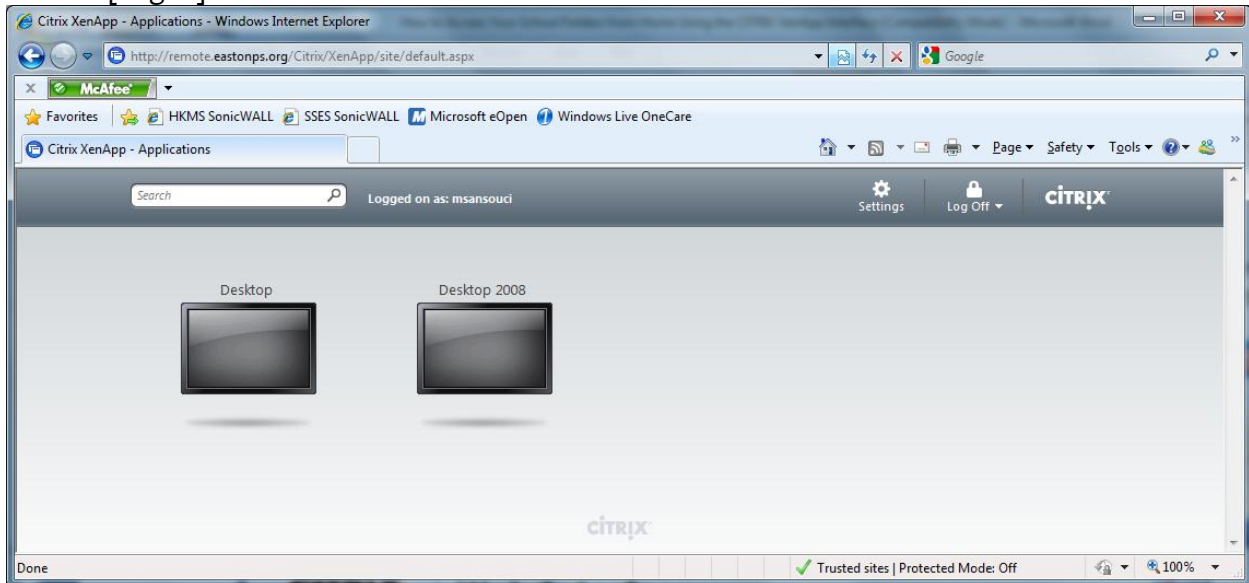 Citrix XenApp - Applications - Windows Internet Explorer
http://remote.eastonps.org/Citrix/XenApp/site/default.aspx
Google
X McAfee
Favorites HKMS SonicWALL SSES SonicWALL Microsoft eOpen Windows Live OneCare
Citrix XenApp - Applications Page Safety Tools
Search Logged on as: msansouci Settings Log Off CITRIX
Desktop Desktop 2008
CITRIX
Done Trusted sites | Protected Mode: Off 100%